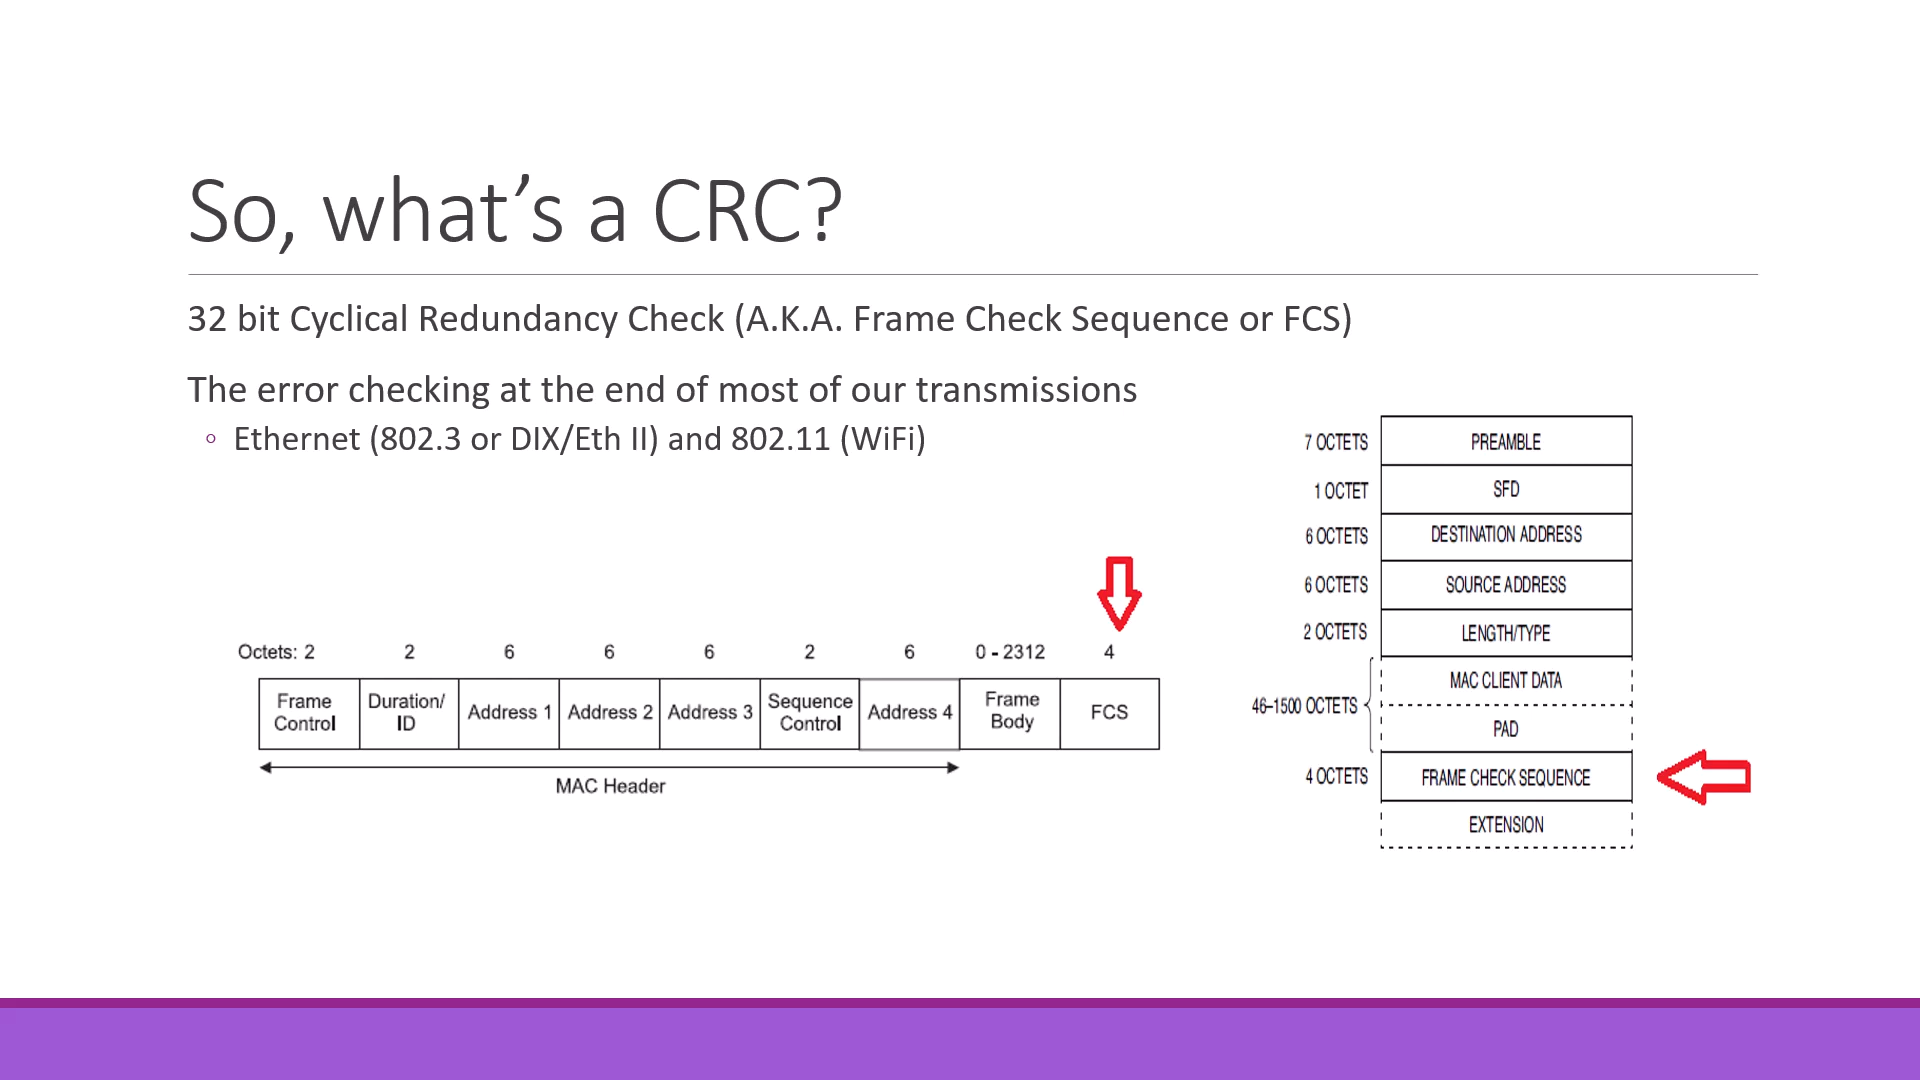 So, what’s a CRC?
32 bit Cyclical Redundancy Check (A.K.A. Frame Check Sequence or FCS)
The error checking at the end of most of our transmissions
◦ Ethernet (802.3 or DIX/Eth II) and 802.11 (WiFi)
Octets: 2 2 6 6 6 2 6 0 - 2312 4
Frame Control Duration/ ID Address 1 Address 2 Address 3 Sequence Control Address 4 Frame Body FCS
MAC Header
7 OCTETS PREAMBLE
1 OCTET SFD
6 OCTETS DESTINATION ADDRESS
6 OCTETS SOURCE ADDRESS
2 OCTETS LENGTH/TYPE
MAC CLIENT DATA
46–1500 OCTETS
PAD
4 OCTETS FRAME CHECK SEQUENCE
EXTENSION